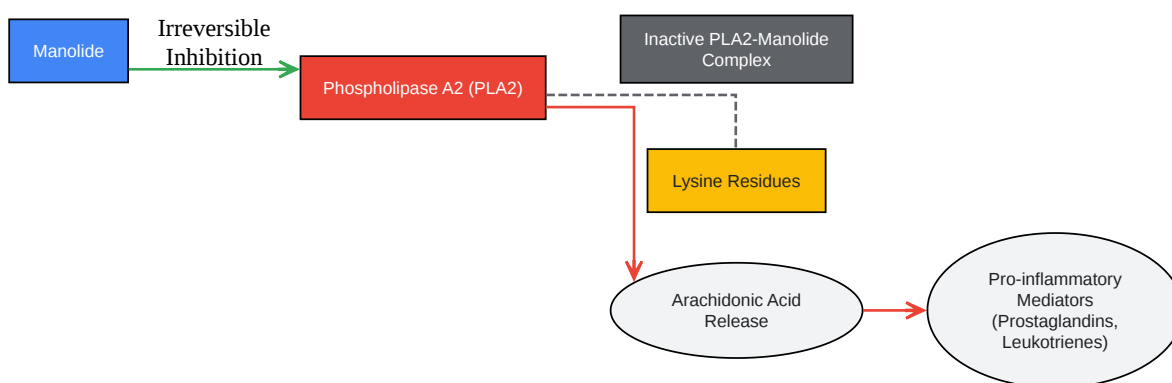 Manolide
Irreversible
Inhibition
Phospholipase A2 (PLA2)
Inactive PLA2-Manolide
Complex
Lysine Residues
Arachidonic Acid
Release
Pro-inflammatory
Mediators
(Prostaglandins,
Leukotrienes)